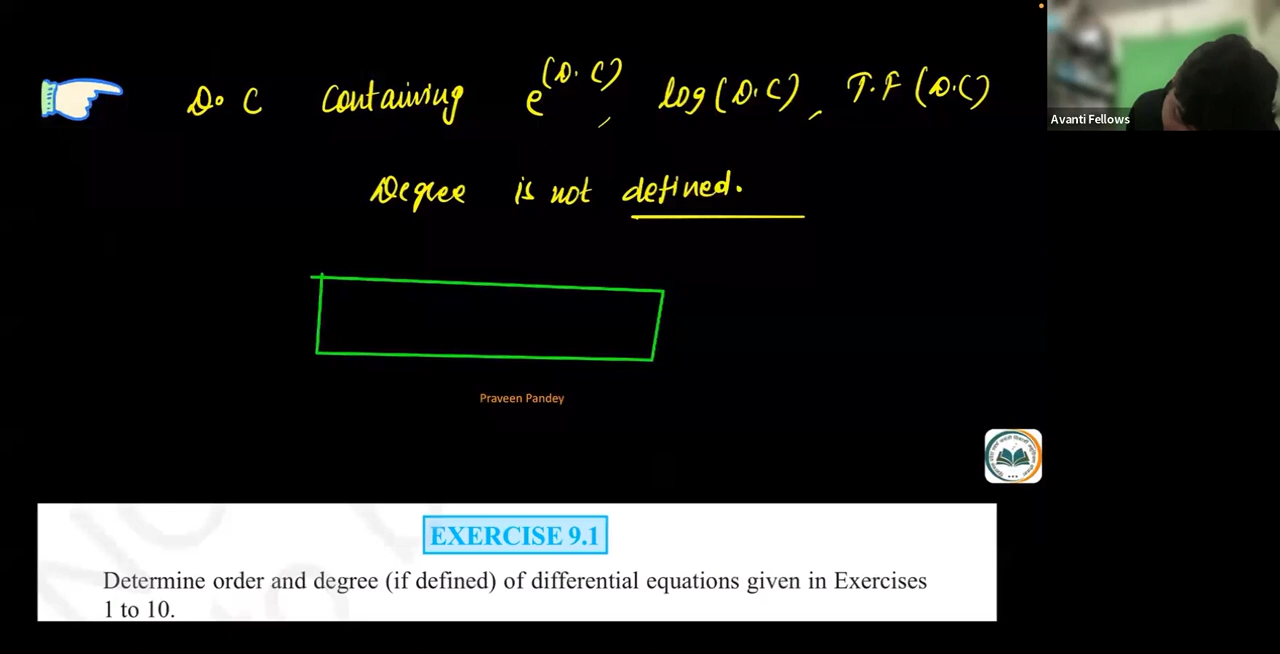 D. C containing e^(D.C), log(D.C), T.F(D.C)
Degree is not defined.
Avanti Fellows
Praveen Pandey
EXERCISE 9.1
Determine order and degree (if defined) of differential equations given in Exercises
1 to 10.